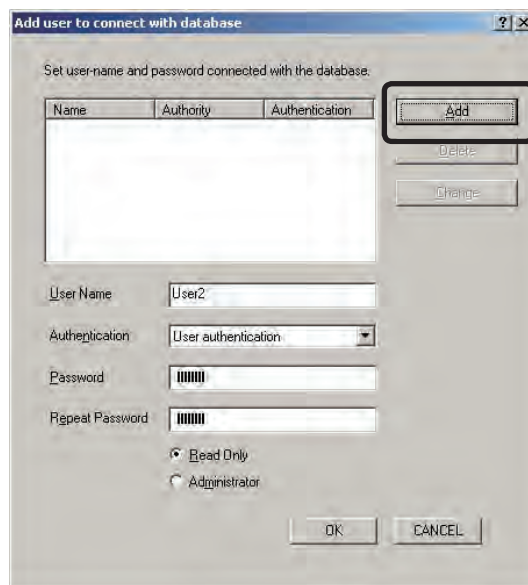 Add user to connect with database
Set user-name and password connected with the database.
Name Authority Authentication
Add
Delete
Change
User Name User2
Authentication User authentication
Password
Repeat Password
Read Only
Administrator
OK CANCEL